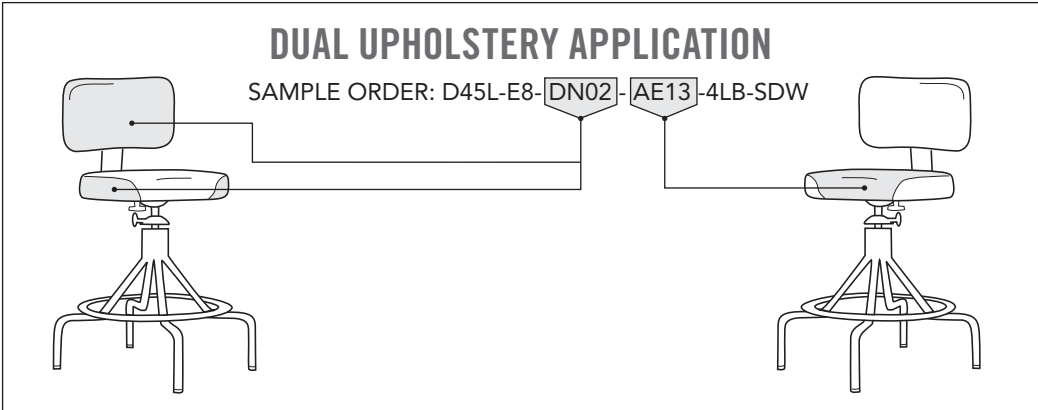 DUAL UPHOLSTERY APPLICATION
SAMPLE ORDER: D45L-E8-DN02-AE13-4LB-SDW